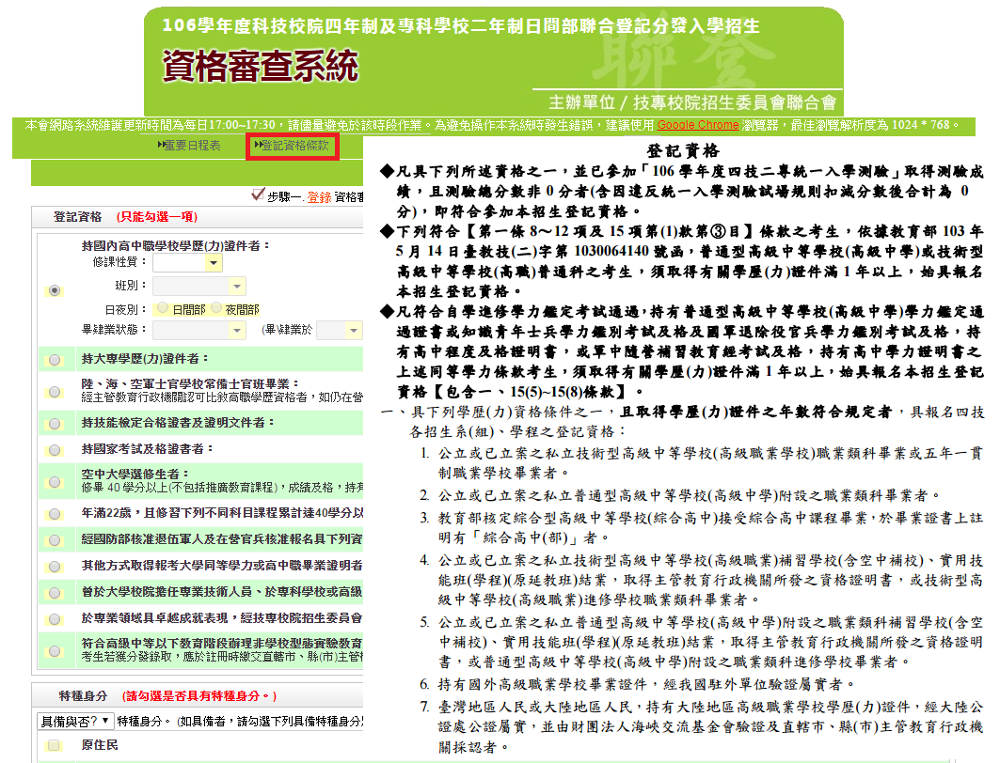 106學年度科技校院四年制及專科學校二年制日間部聯合登記分發入學招生
資格審查系統
聯登
主辦單位 / 技專校院招生委員會聯合會
本會網路系統維護更新時間為每日17:00~17:30，請儘量避免於該時段作業。為避免操作本系統時發生錯誤，建議使用 Google Chrome 瀏覽器，最佳瀏覽解析度為 1024 * 768。
重要日程表
登記資格條款
步驟一. 登錄 資格審
登記資格 (只能勾選一項)
持國內高中職學校學歷(力)證件者：
修課性質：
班別：
日夜別： 日間部 夜間部
畢肄業狀態： (畢\肄業於
持大專學歷(力)證件者：
陸、海、空軍士官學校常備士官班畢業：
經主管教育行政機關認可比敘高職學歷資格者，如仍在營
持技能檢定合格證書及證明文件者：
持國家考試及格證書者：
空中大學選修生者：
修畢 40 學分以上(不包括推廣教育課程)，成績及格，持有
年滿22歲，且修習下列不同科目課程累計達40學分以
經國防部核准退伍軍人及在營官兵核准報名具下列資
其他方式取得報考大學同等學力或高中職畢業證明者
曾於大學校院擔任專業技術人員、於專科學校或高級
於專業領域具卓越成就表現，經技專校院招生委員會
符合高級中等以下教育階段辦理非學校型態實驗教育
考生若獲分發錄取，應於註冊時繳交直轄市、縣(市)主管
特種身分 (請勾選是否具有特種身分。)
具備與否? 特種身分。 (如具備者，請勾選下列具備特種身分
原住民
登記資格
◆凡具下列所述資格之一，並已參加「106 學年度四技二專統一入學測驗」取得測驗成
績，且測驗總分數非 0 分者(含因違反統一入學測驗試場規則扣減分數後合計為 0
分)，即符合參加本招生登記資格。
◆下列符合【第一條 8～12 項及 15 項第(1)款第③目】條款之考生，依據教育部 103 年
5 月 14 日臺教技(二)字第 1030064140 號函，普通型高級中等學校(高級中學)或技術型
高級中等學校(高職)普通科之考生，須取得有關學歷(力)證件滿 1 年以上，始具報名
本招生登記資格。
◆凡符合自學進修學力鑑定考試通過，持有普通型高級中等學校(高級中學)學力鑑定通
過證書或知識青年士兵學力鑑別考試及格及國軍退除役官兵學力鑑別考試及格，持
有高中程度及格證明書，或軍中隨營補習教育經考試及格，持有高中學力證明書之
上述同等學力條款考生，須取得有關學歷(力)證件滿 1 年以上，始具報名本招生登記
資格【包含一、15(5)~15(8)條款】。
一、具下列學歷(力)資格條件之一，且取得學歷(力)證件之年數符合規定者，具報名四技
各招生系(組)、學程之登記資格：
1. 公立或已立案之私立技術型高級中等學校(高級職業學校)職業類科畢業或五年一貫
制職業學校畢業者。
2. 公立或已立案之私立普通型高級中等學校(高級中學)附設之職業類科畢業者。
3. 教育部核定綜合型高級中等學校(綜合高中)接受綜合高中課程畢業，於畢業證書上註
明有「綜合高中(部)」者。
4. 公立或已立案之私立技術型高級中等學校(高級職業)補習學校(含空中補校)、實用技
能班(學程)(原延教班)結業，取得主管教育行政機關所發之資格證明書，或技術型高
級中等學校(高級職業)進修學校職業類科畢業者。
5. 公立或已立案之私立普通型高級中等學校(高級中學)附設之職業類科補習學校(含空
中補校)、實用技能班(學程)(原延教班)結業，取得主管教育行政機關所發之資格證明
書，或普通型高級中等學校(高級中學)附設之職業類科進修學校畢業者。
6. 持有國外高級職業學校畢業證件，經我國駐外單位驗證屬實者。
7. 臺灣地區人民或大陸地區人民，持有大陸地區高級職業學校學歷(力)證件，經大陸公
證處公證屬實，並由財團法人海峽交流基金會驗證及直轄市、縣(市)主管教育行政機
關採認者。